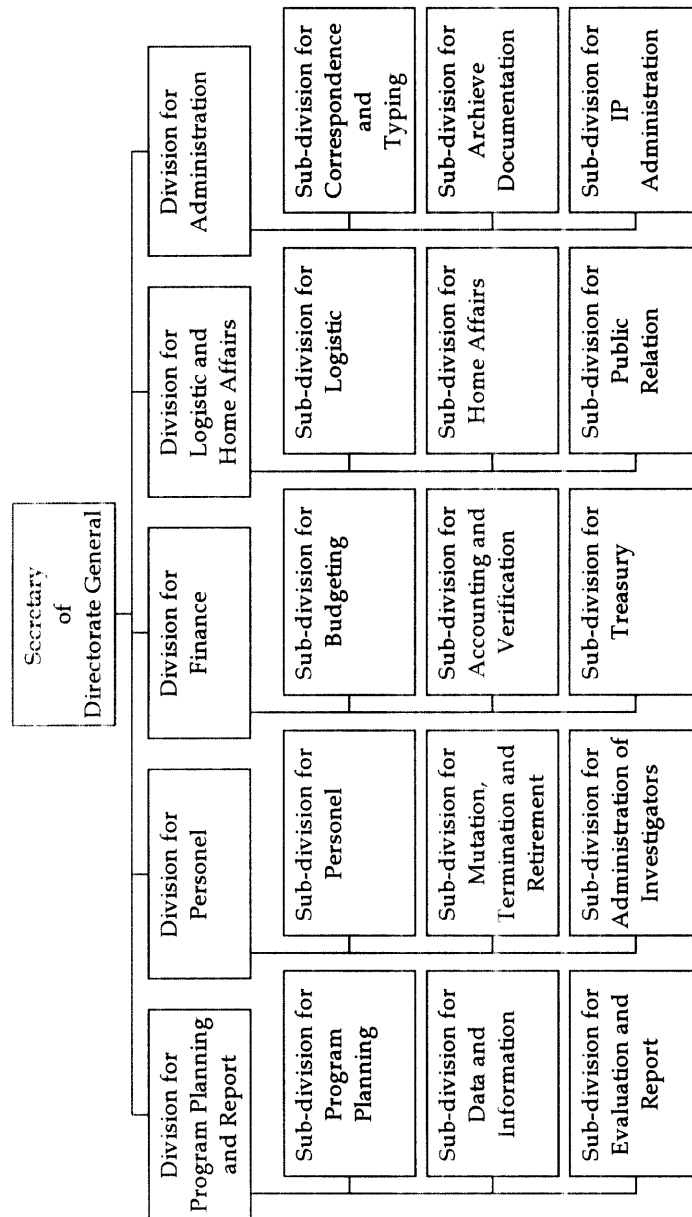 Secretary
of
Directorate General
Division for
Program Planning
and Report
Division for
Personel
Division for
Finance
Division for
Logistic and
Home Affairs
Division for
Administration
Sub-division for
Program
Planning
Sub-division for
Personel
Sub-division for
Budgeting
Sub-division for
Logistic
Sub-division for
Correspondence
and
Typing
Sub-division for
Data and
Information
Sub-division for
Mutation,
Termination and
Retirement
Sub-division for
Accounting and
Verification
Sub-division for
Home Affairs
Sub-division for
Archieve
Documentation
Sub-division for
Evaluation and
Report
Sub-division for
Administration of
Investigators
Sub-division for
Treasury
Sub-division for
Public
Relation
Sub-division for
IP
Administration